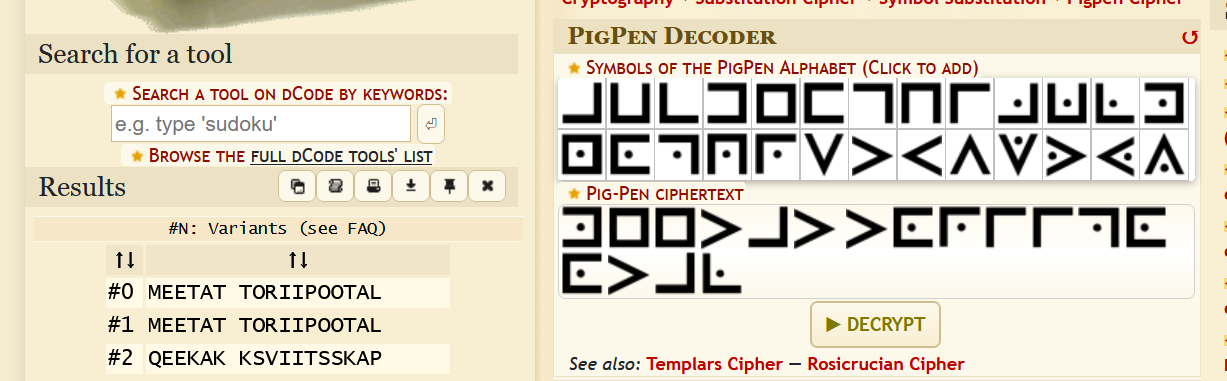 Cryptography • Substitution Cipher • Symbol Substitution • Pigpen Cipher
Search for a tool
★ SEARCH A TOOL ON DCODE BY KEYWORDS:
e.g. type 'sudoku'
★ BROWSE THE FULL DCODE TOOLS' LIST
Results
#N: Variants (see FAQ)
↑↓ ↑↓
#0 MEETAT TORIIPOOTAL
#1 MEETAT TORIIPOOTAL
#2 QEEKAK KSVIITSSKAP
PIGPEN DECODER
★ SYMBOLS OF THE PIGPEN ALPHABET (CLICK TO ADD)
★ PIG-PEN CIPHERTEXT
▶ DECRYPT
See also: Templars Cipher — Rosicrucian Cipher